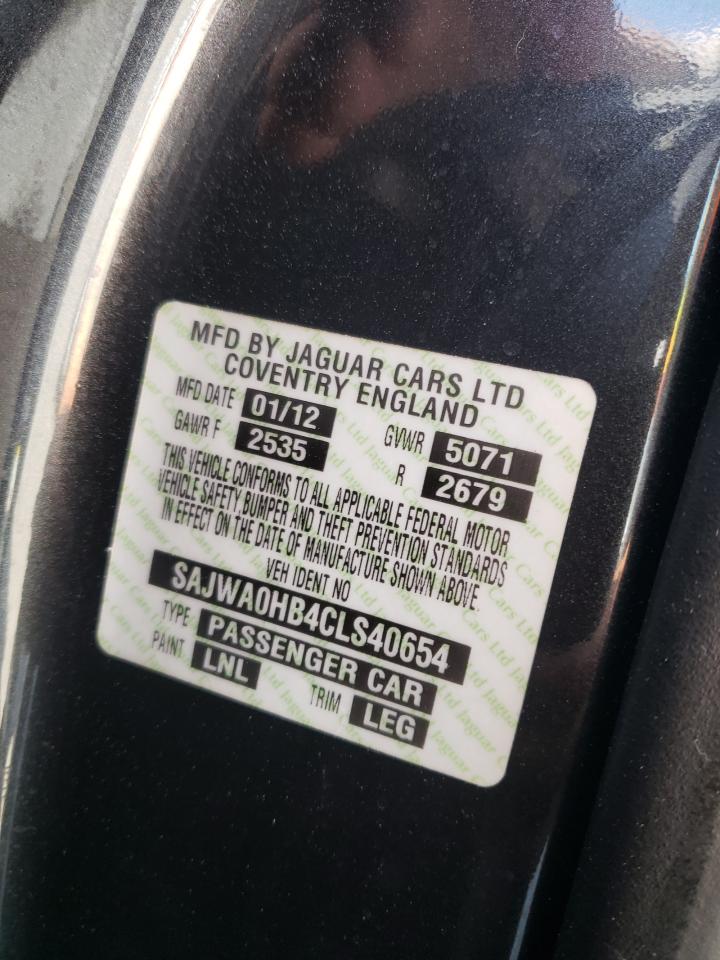 MFD BY JAGUAR CARS LTD
COVENTRY ENGLAND
MFD DATE 01/12 GVWR 5071
GAWR F 2535 R 2679
THIS VEHICLE CONFORMS TO ALL APPLICABLE FEDERAL MOTOR
VEHICLE SAFETY BUMPER AND THEFT PREVENTION STANDARDS
IN EFFECT ON THE DATE OF MANUFACTURE SHOWN ABOVE.
VEH IDENT NO
SAJWA0HB4CLS40654
TYPE PASSENGER CAR
PAINT LNL TRIM LEG